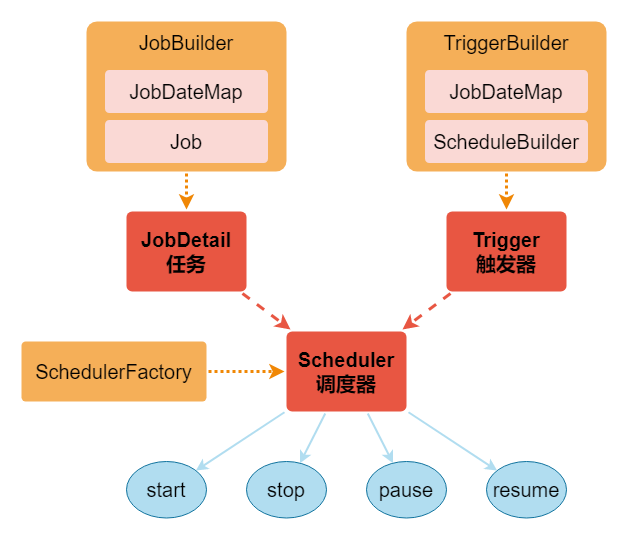 JobBuilder
JobDateMap
Job
TriggerBuilder
JobDateMap
ScheduleBuilder
JobDetail
任务
Trigger
触发器
SchedulerFactory
Scheduler
调度器
start
stop
pause
resume